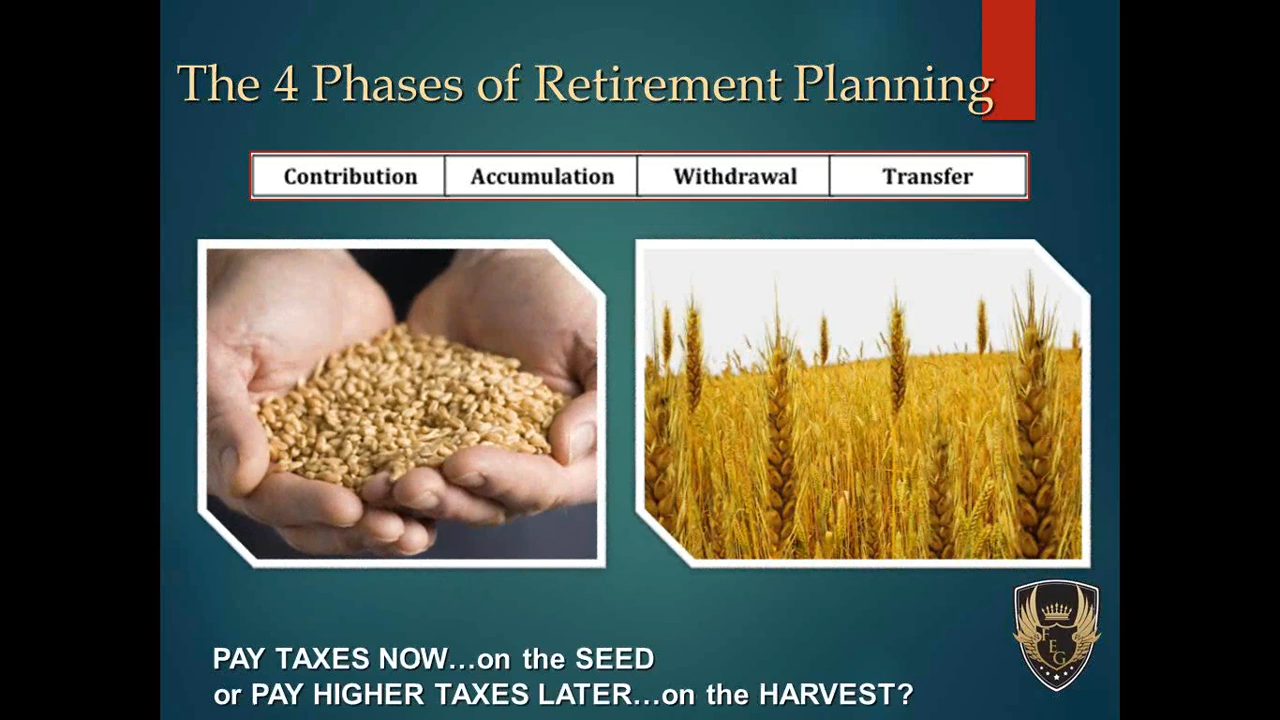 The 4 Phases of Retirement Planning
Contribution Accumulation Withdrawal Transfer
PAY TAXES NOW...on the SEED
or PAY HIGHER TAXES LATER...on the HARVEST?
FEG